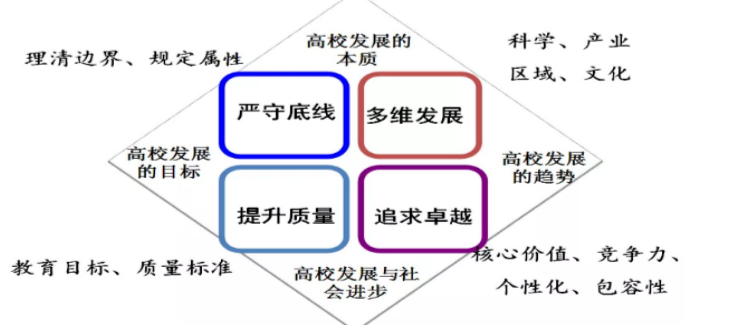 高校发展的
本质
科学、产业
区域、文化
理清边界、规定属性
严守底线
多维发展
高校发展
的目标
高校发展
的趋势
提升质量
追求卓越
教育目标、质量标准
高校发展与社
会进步
核心价值、竞争力、
个性化、包容性